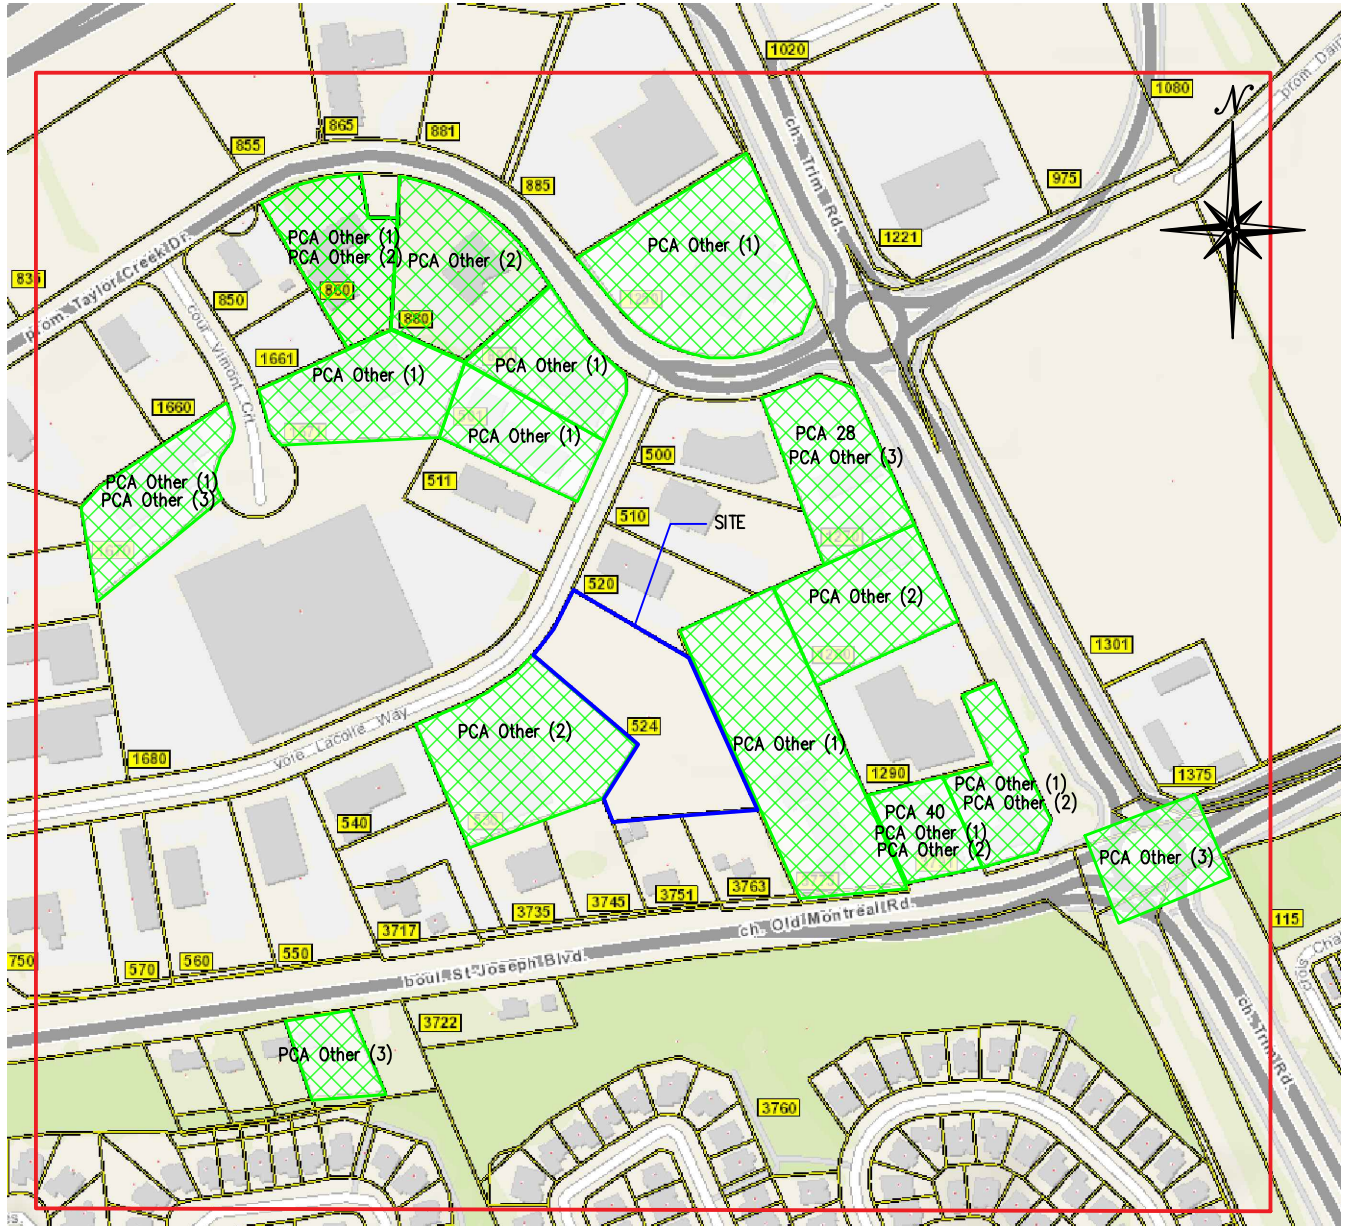 1020
ch. Trim Rd.
1080
prom. Dair
N
865
881
855
885
975
1221
PCA Other (1)
PCA Other (2)
PCA Other (2)
PCA Other (1)
835
prom. Taylor Creek Dr.
850
860
880
1230
cour Vimont Crt.
1661
PCA Other (1)
PCA Other (1)
1660
PCA Other (1)
PCA 28
PCA Other (3)
500
511
PCA Other (1)
PCA Other (3)
510
SITE
520
PCA Other (2)
1301
524
PCA Other (2)
PCA Other (1)
voie Lacolle Way
1680
1290
1375
PCA Other (1)
PCA Other (2)
540
PCA 40
PCA Other (1)
PCA Other (2)
PCA Other (3)
3763
3751
3745
3735
3717
115
ch. Old Montréal Rd.
550
560
570
750
boul. St Joseph Blvd.
crois Cha
ch. Trim Rd.
3722
PCA Other (3)
3760